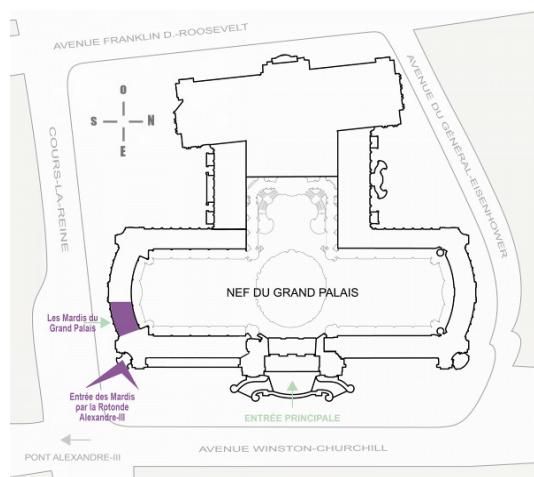 AVENUE FRANKLIN D.-ROOSEVELT
AVENUE DU GÉNÉRAL-EISENHOWER
O
S
N
E
COURS-LA-REINE
NEF DU GRAND PALAIS
Les Mardis du
Grand Palais
Entrée des Mardis
par la Rotonde
Alexandre-III
ENTRÉE PRINCIPALE
AVENUE WINSTON-CHURCHILL
PONT ALEXANDRE-III